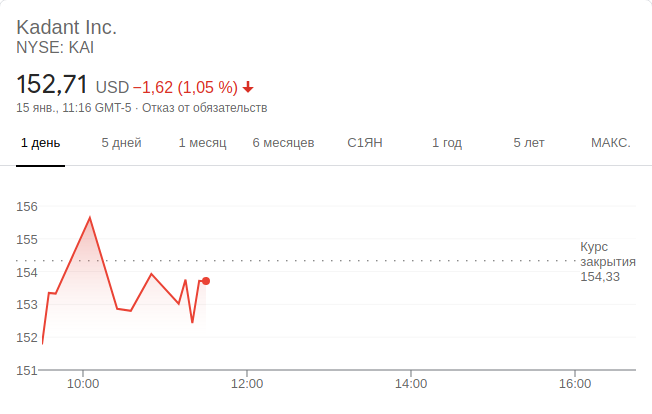 Kadant Inc.
NYSE: KAI
152,71 USD −1,62 (1,05 %)
15 янв., 11:16 GMT-5 · Отказ от обязательств
1 день 5 дней 1 месяц 6 месяцев С1ЯН 1 год 5 лет МАКС.
156
155
154
153
152
151
Курс
закрытия
154,33
10:00 12:00 14:00 16:00